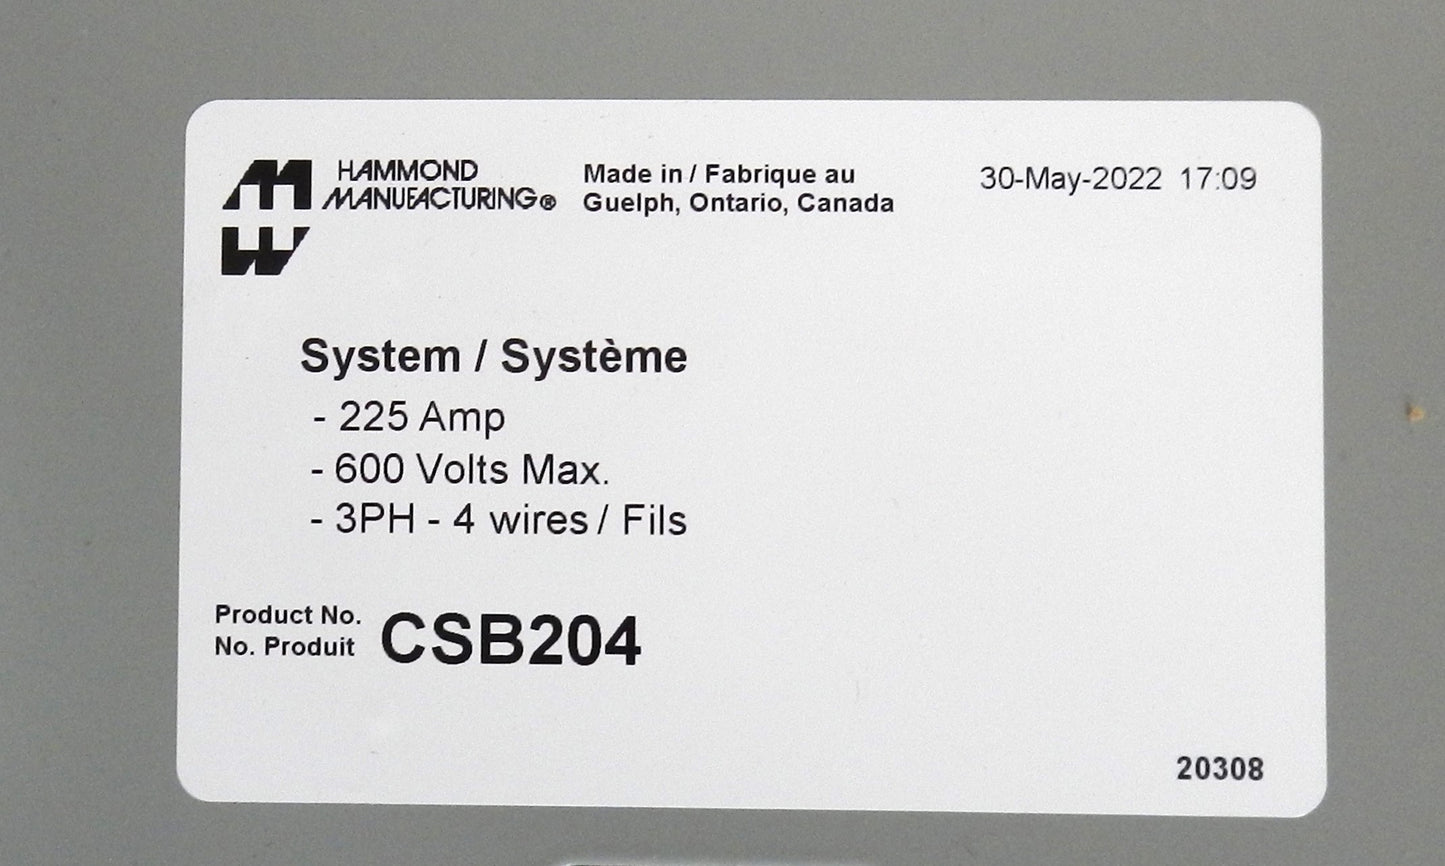 HAMMOND
MANUFACTURING®
Made in / Fabrique au
Guelph, Ontario, Canada
30-May-2022 17:09
System / Système
- 225 Amp
- 600 Volts Max.
- 3PH - 4 wires / Fils
Product No.
No. Produit
CSB204
20308